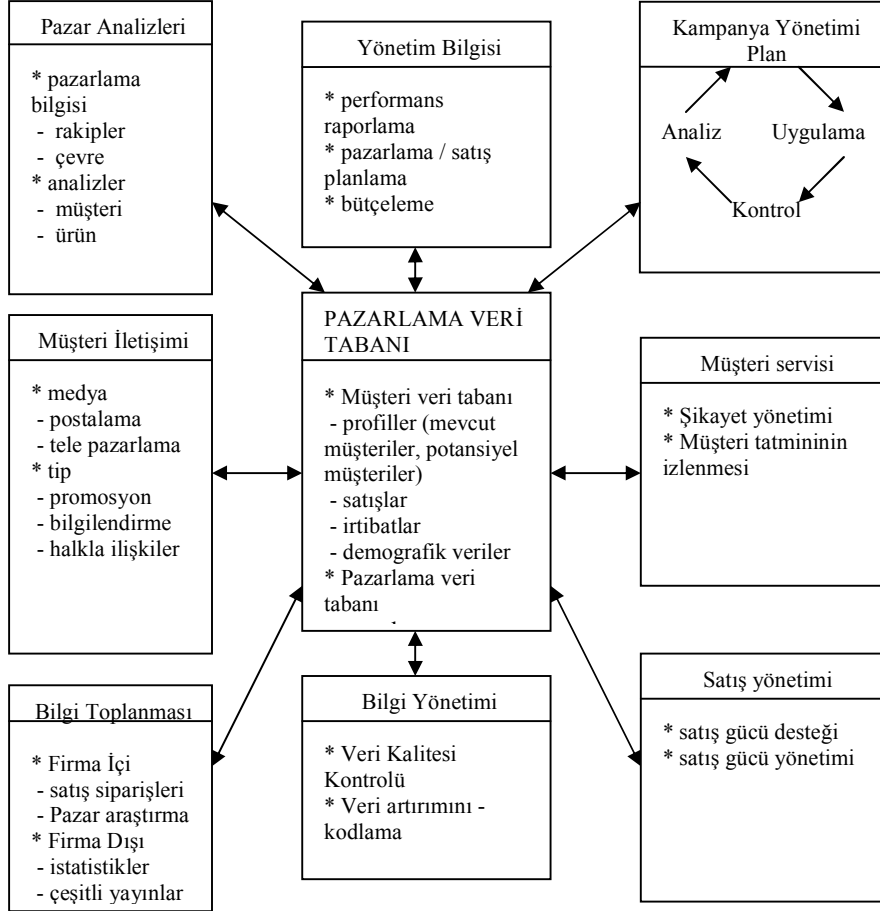 Pazar Analizleri
* pazarlama
bilgisi
- rakipler
- çevre
* analizler
- müşteri
- ürün
Yönetim Bilgisi
* performans
raporlama
* pazarlama / satış
planlama
* bütçeleme
Kampanya Yönetimi
Plan
Analiz Uygulama
Kontrol
Müşteri İletişimi
* medya
- postalama
- tele pazarlama
* tip
- promosyon
- bilgilendirme
- halkla ilişkiler
PAZARLAMA VERİ
TABANI
* Müşteri veri tabanı
- profiller (mevcut
müşteriler, potansiyel
müşteriler)
- satışlar
- irtibatlar
- demografik veriler
* Pazarlama veri
tabanı
Müşteri servisi
* Şikayet yönetimi
* Müşteri tatmininin
izlenmesi
Bilgi Toplanması
* Firma İçi
- satış siparişleri
- Pazar araştırma
* Firma Dışı
- istatistikler
- çeşitli yayınlar
Bilgi Yönetimi
* Veri Kalitesi
Kontrolü
* Veri artırımını -
kodlama
Satış yönetimi
* satış gücü desteği
* satış gücü yönetimi